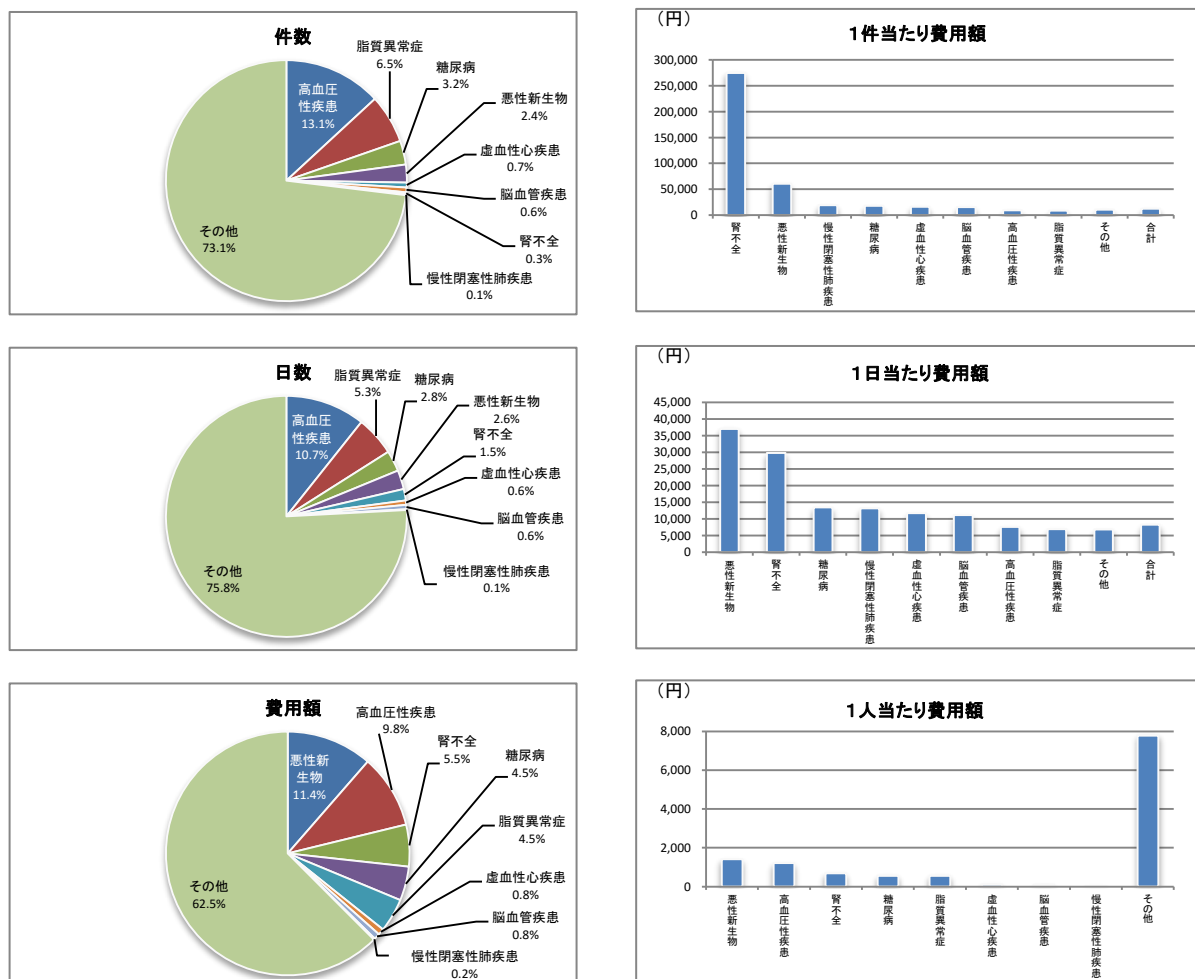 件数
高血圧
性疾患
13.1%
脂質異常症
6.5%
糖尿病
3.2%
悪性新生物
2.4%
虚血性心疾患
0.7%
脳血管疾患
0.6%
腎不全
0.3%
慢性閉塞性肺疾患
0.1%
その他
73.1%
(円)
1件当たり費用額
300,000
250,000
200,000
150,000
100,000
50,000
0
腎不全
悪性新生物
慢性閉塞性肺疾患
糖尿病
虚血性心疾患
脳血管疾患
高血圧性疾患
脂質異常症
その他
合計
日数
高血圧
性疾患
10.7%
脂質異常症
5.3%
糖尿病
2.8%
悪性新生物
2.6%
腎不全
1.5%
虚血性心疾患
0.6%
脳血管疾患
0.6%
慢性閉塞性肺疾患
0.1%
その他
75.8%
(円)
1日当たり費用額
45,000
40,000
35,000
30,000
25,000
20,000
15,000
10,000
5,000
0
悪性新生物
腎不全
糖尿病
慢性閉塞性肺疾患
虚血性心疾患
脳血管疾患
高血圧性疾患
脂質異常症
その他
合計
費用額
悪性新
生物
11.4%
高血圧性疾患
9.8%
腎不全
5.5%
糖尿病
4.5%
脂質異常症
4.5%
虚血性心疾患
0.8%
脳血管疾患
0.8%
慢性閉塞性肺疾患
0.2%
その他
62.5%
(円)
1人当たり費用額
8,000
6,000
4,000
2,000
0
悪性新生物
高血圧性疾患
腎不全
糖尿病
脂質異常症
虚血性心疾患
脳血管疾患
慢性閉塞性肺疾患
その他